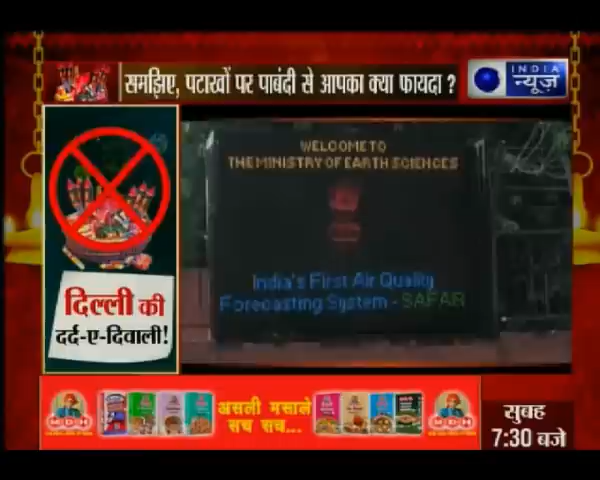 समझिए, पटाखों पर पाबंदी से आपका क्या फायदा ?
INDIA
न्यूज़
WELCOME TO
THE MINISTRY OF EARTH SCIENCES
India's First Air Quality
Forecasting System - SAFAR
दिल्ली की
दर्द-ए-दिवाली!
MDH
असली मसाले
सच सच...
MDH
सुबह
7:30 बजे